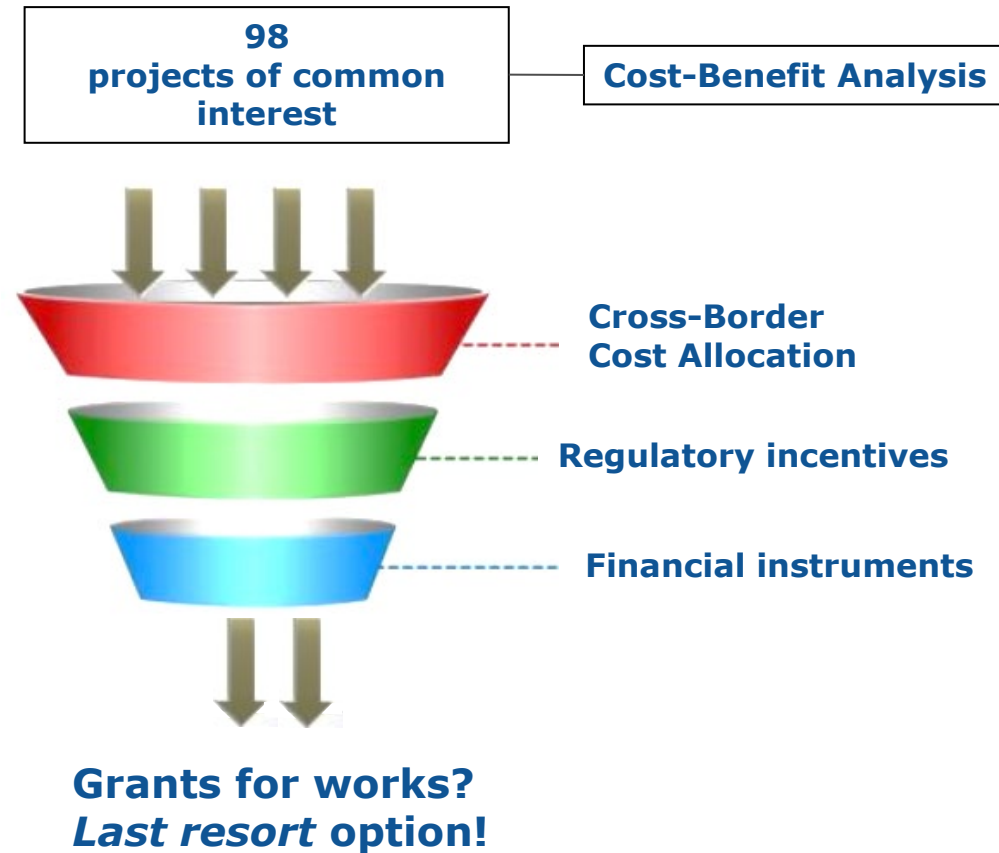 98
projects of common
interest
Cost-Benefit Analysis
Cross-Border
Cost Allocation
Regulatory incentives
Financial instruments
Grants for works?
Last resort option!